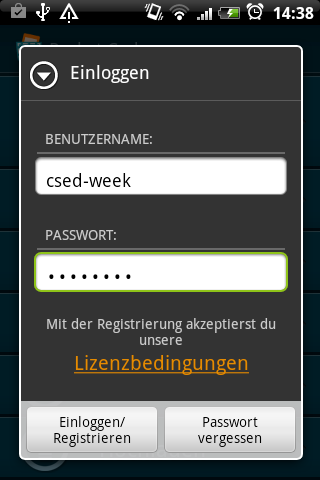 14:38
Einloggen
BENUTZERNAME:
csed-week
PASSWORT:
••••••••
Mit der Registrierung akzeptierst du
unsere
Lizenzbedingungen
Einloggen/
Registrieren
Passwort
vergessen